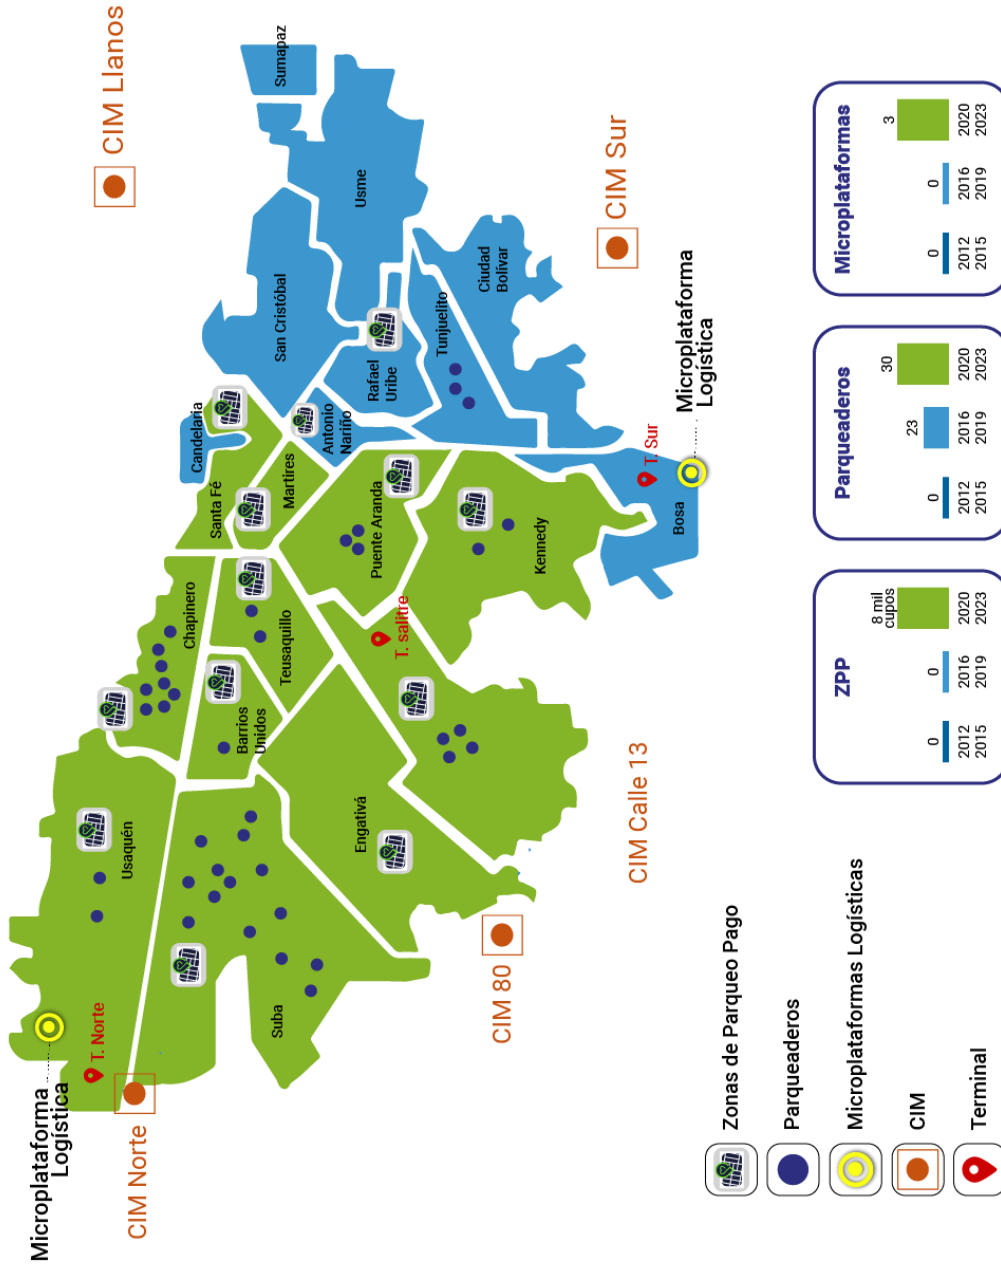 Microplataforma
Logística
T. Norte
CIM Norte
Usaquén
Suba
CIM 80
Engativá
Barrios
Unidos
Chapinero
Teusaquillo
T. salitre
CIM Calle 13
Santa Fé
Candelaria
Martires
Puente Aranda
Kennedy
Antonio
Nariño
Rafael
Uribe
San Cristóbal
Tunjuelito
Usme
Sumapaz
Ciudad
Bolívar
Bosa
T. Sur
Microplataforma
Logística
CIM Llanos
CIM Sur
Zonas de Parqueo Pago
Parqueaderos
Microplataformas Logísticas
CIM
Terminal
ZPP
0
0
8 mil
cupos
2012
2015
2016
2019
2020
2023
Parqueaderos
0
23
30
2012
2015
2016
2019
2020
2023
Microplataformas
0
0
3
2012
2015
2016
2019
2020
2023